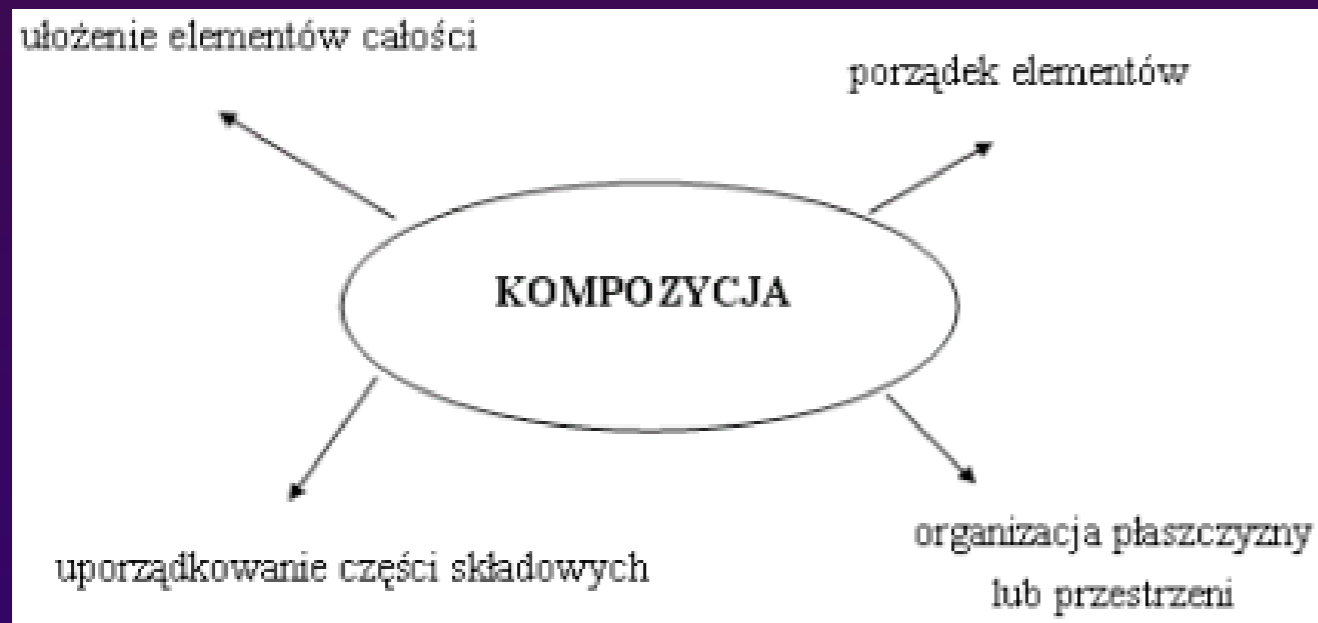 ułożenie elementów całości
porządek elementów
KOMPOZYCJA
uporządkowanie części składowych
organizacja płaszczyzny
lub przestrzeni